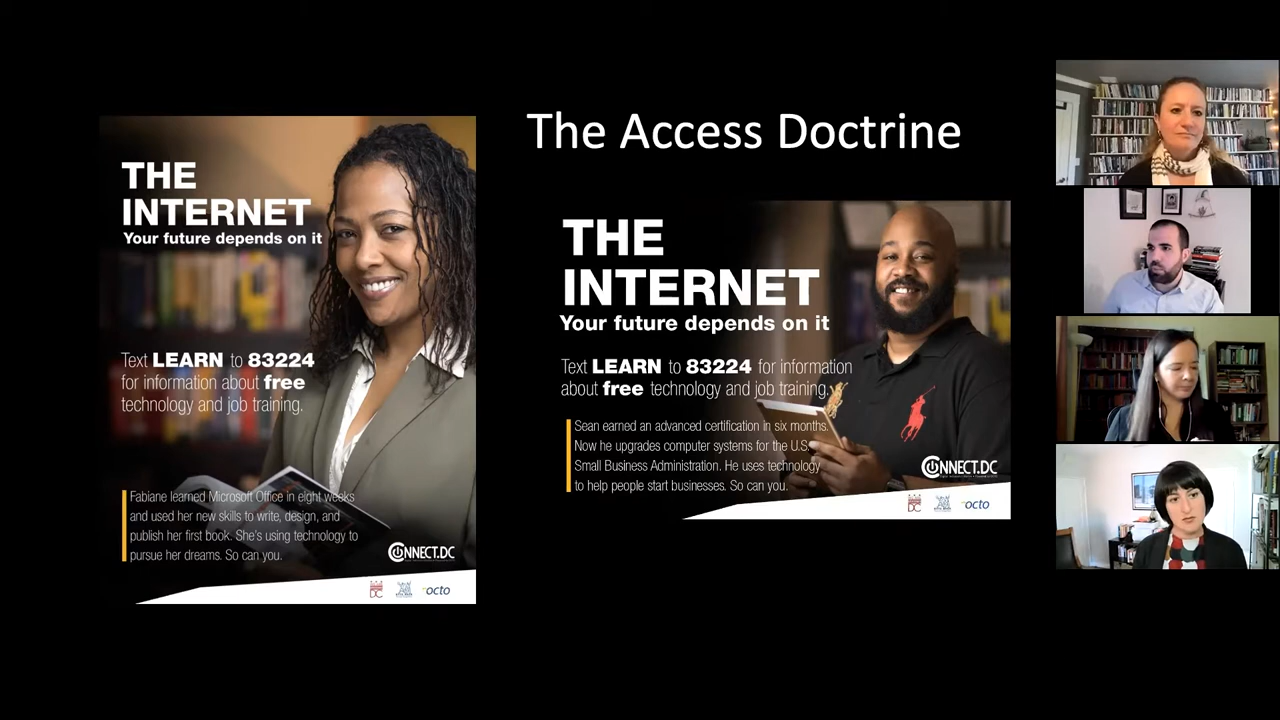 The Access Doctrine
THE
INTERNET
Your future depends on it
Text LEARN to 83224
for information about free
technology and job training.
Fabiane learned Microsoft Office in eight weeks
and used her new skills to write, design, and
publish her first book. She's using technology to
pursue her dreams. So can you.
CONNECT.DC
octo
THE
INTERNET
Your future depends on it
Text LEARN to 83224 for information
about free technology and job training.
Sean earned an advanced certification in six months.
Now he upgrades computer systems for the U.S.
Small Business Administration. He uses technology
to help people start businesses. So can you.
CONNECT.DC
DC
octo